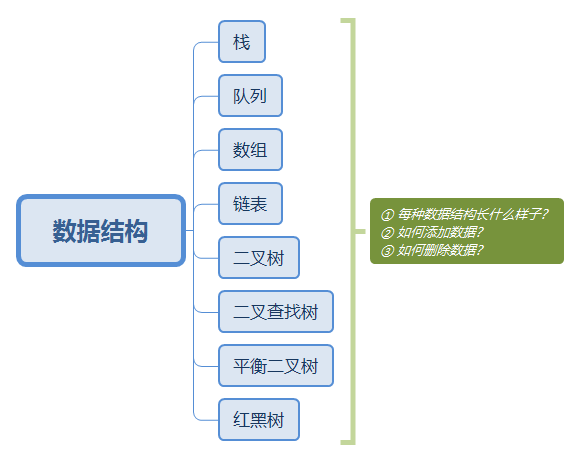 数据结构
栈
队列
数组
链表
二叉树
二叉查找树
平衡二叉树
红黑树
① 每种数据结构长什么样子?
② 如何添加数据?
③ 如何删除数据?